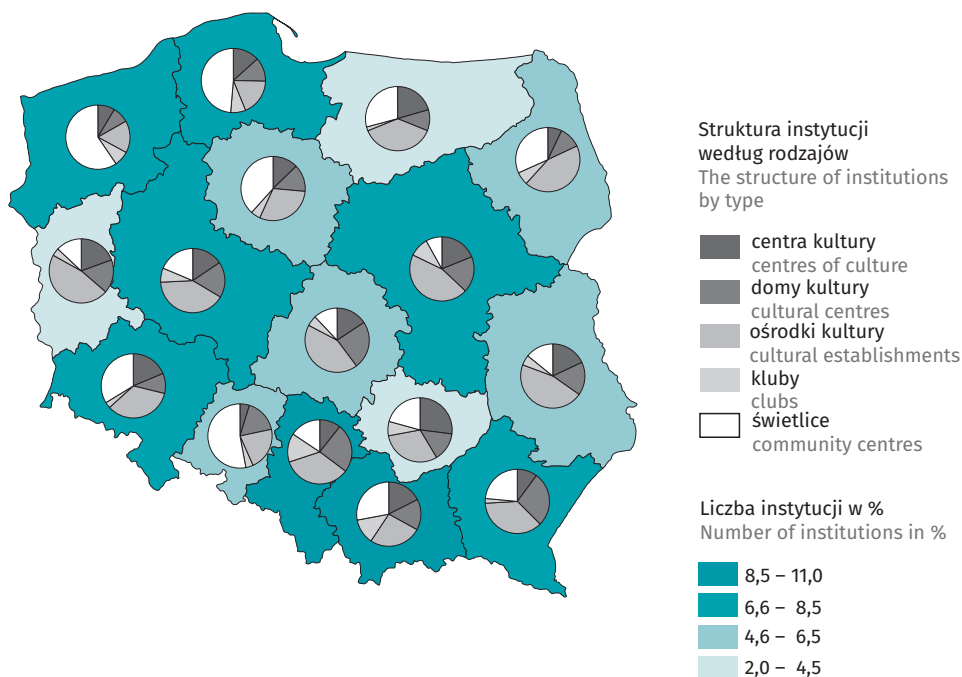 Struktura instytucji
według rodzajów
The structure of institutions
by type
centra kultury
centres of culture
domy kultury
cultural centres
ośrodki kultury
cultural establishments
kluby
clubs
świetlice
community centres
Liczba instytucji w %
Number of institutions in %
8,5 – 11,0
6,6 – 8,5
4,6 – 6,5
2,0 – 4,5